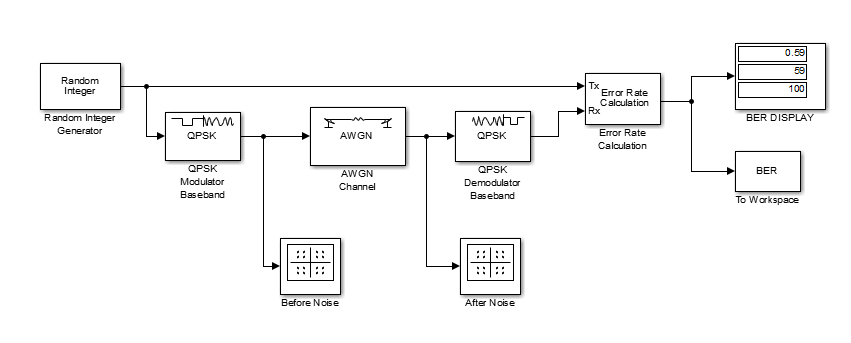 Random
Integer
Random Integer
Generator
QPSK
QPSK
Modulator
Baseband
AWGN
AWGN
Channel
QPSK
QPSK
Demodulator
Baseband
Tx
Rx
Error Rate
Calculation
Error Rate
Calculation
0.59
59
100
BER DISPLAY
BER
To Workspace
Before Noise
After Noise